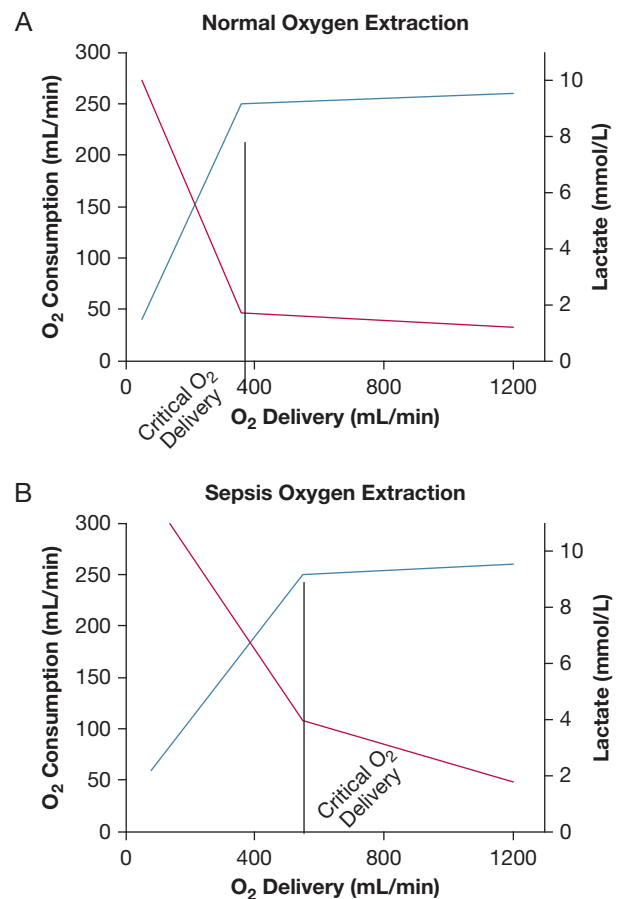 A
Normal Oxygen Extraction
O2 Consumption (mL/min)
300
250
200
150
100
50
0
Lactate (mmol/L)
10
8
6
4
2
0
0
400
800
1200
Critical O2
Delivery
O2 Delivery (mL/min)
B
Sepsis Oxygen Extraction
O2 Consumption (mL/min)
300
250
200
150
100
50
0
Lactate (mmol/L)
10
8
6
4
2
0
Critical O2
Delivery
0
400
800
1200
O2 Delivery (mL/min)